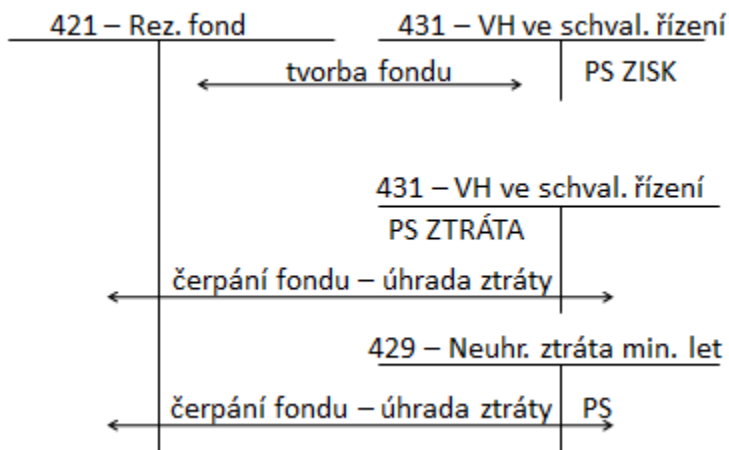 421 – Rez. fond
431 – VH ve schval. řízení
tvorba fondu
PS ZISK
431 – VH ve schval. řízení
PS ZTRÁTA
čerpání fondu – úhrada ztráty
429 – Neuhr. ztráta min. let
čerpání fondu – úhrada ztráty
PS